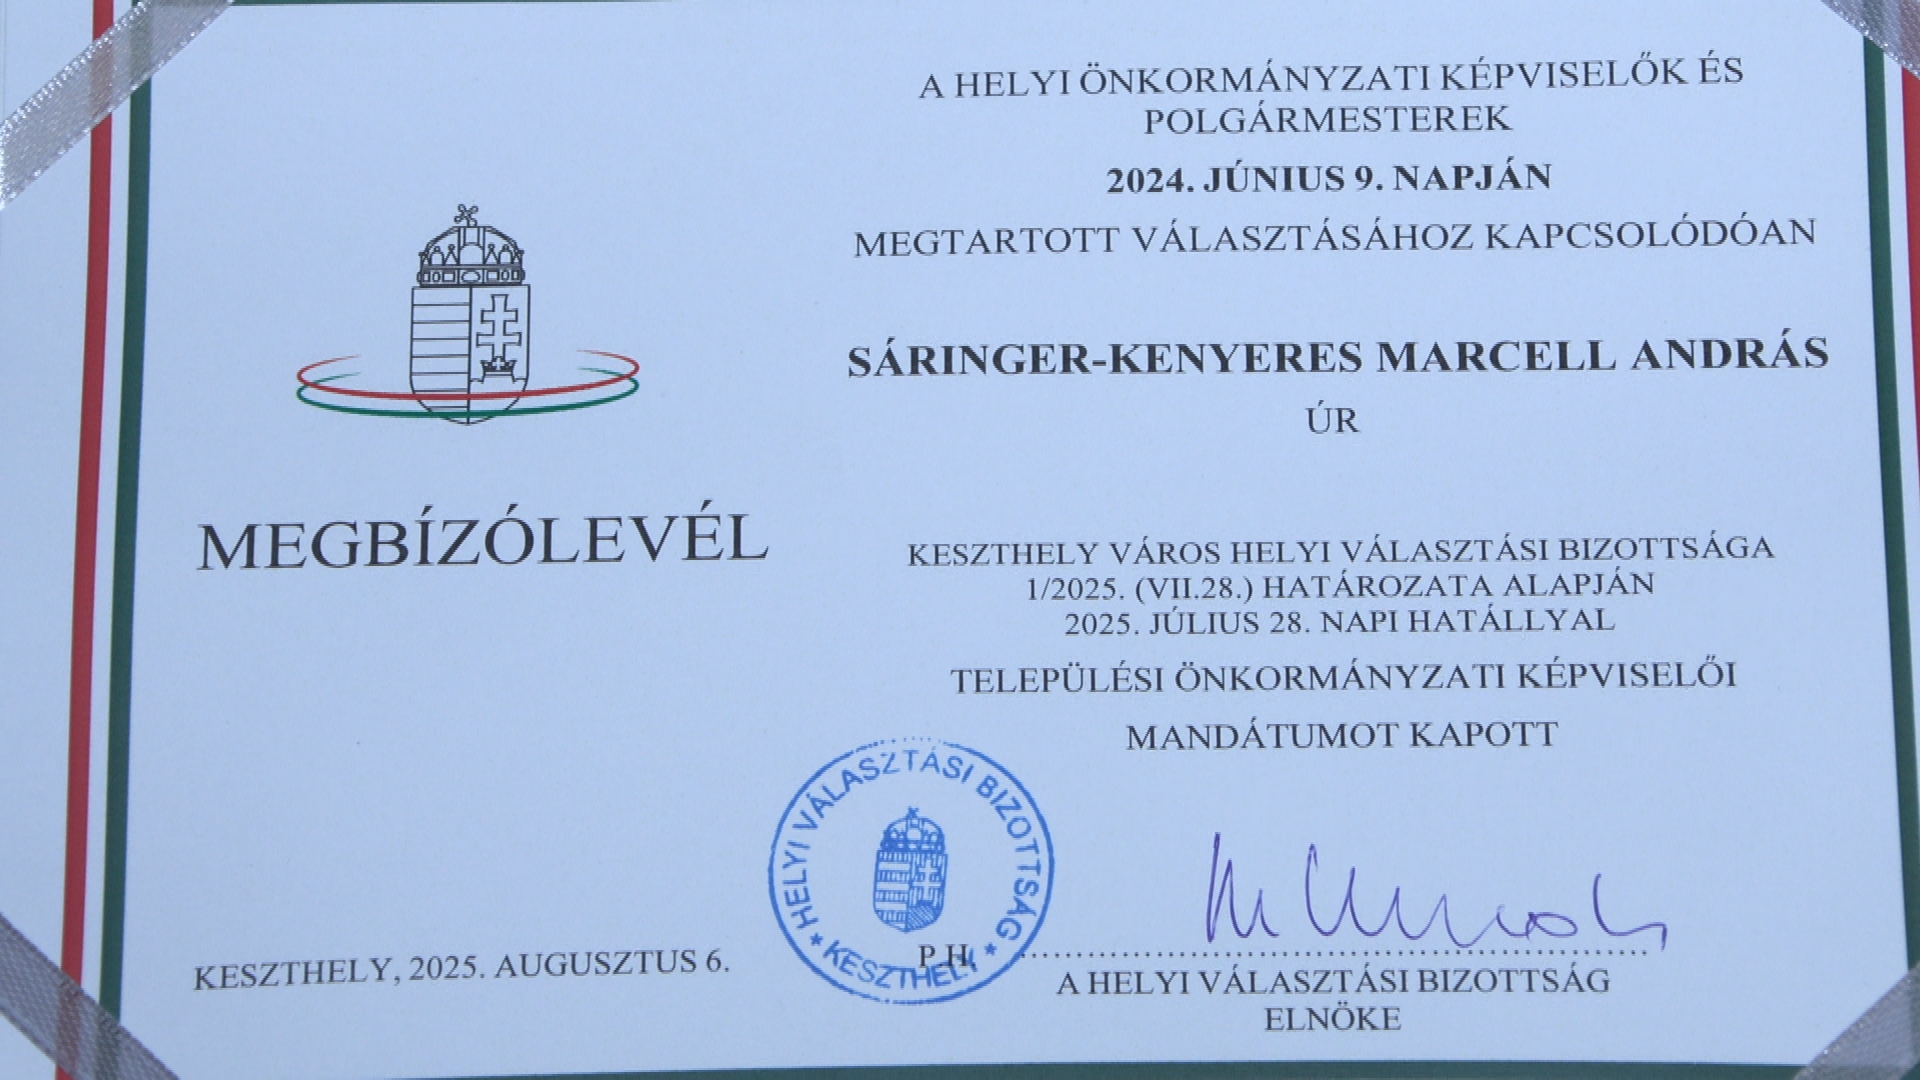 A HELYI ÖNKORMÁNYZATI KÉPVISELŐK ÉS
POLGÁRMESTEREK
2024. JÚNIUS 9. NAPJÁN
MEGTARTOTT VÁLASZTÁSÁHOZ KAPCSOLÓDÓAN
SÁRINGER-KENYERES MARCELL ANDRÁS
ÚR
MEGBÍZÓLEVÉL
KESZTHELY VÁROS HELYI VÁLASZTÁSI BIZOTTSÁGA
1/2025. (VII.28.) HATÁROZATA ALAPJÁN
2025. JÚLIUS 28. NAPI HATÁLLYAL
TELEPÜLÉSI ÖNKORMÁNYZATI KÉPVISELŐI
MANDÁTUMOT KAPOTT
HELYI VÁLASZTÁSI BIZOTTSÁG
* KESZTHELY *
KESZTHELY, 2025. AUGUSZTUS 6.
P.H.
A HELYI VÁLASZTÁSI BIZOTTSÁG
ELNÖKE